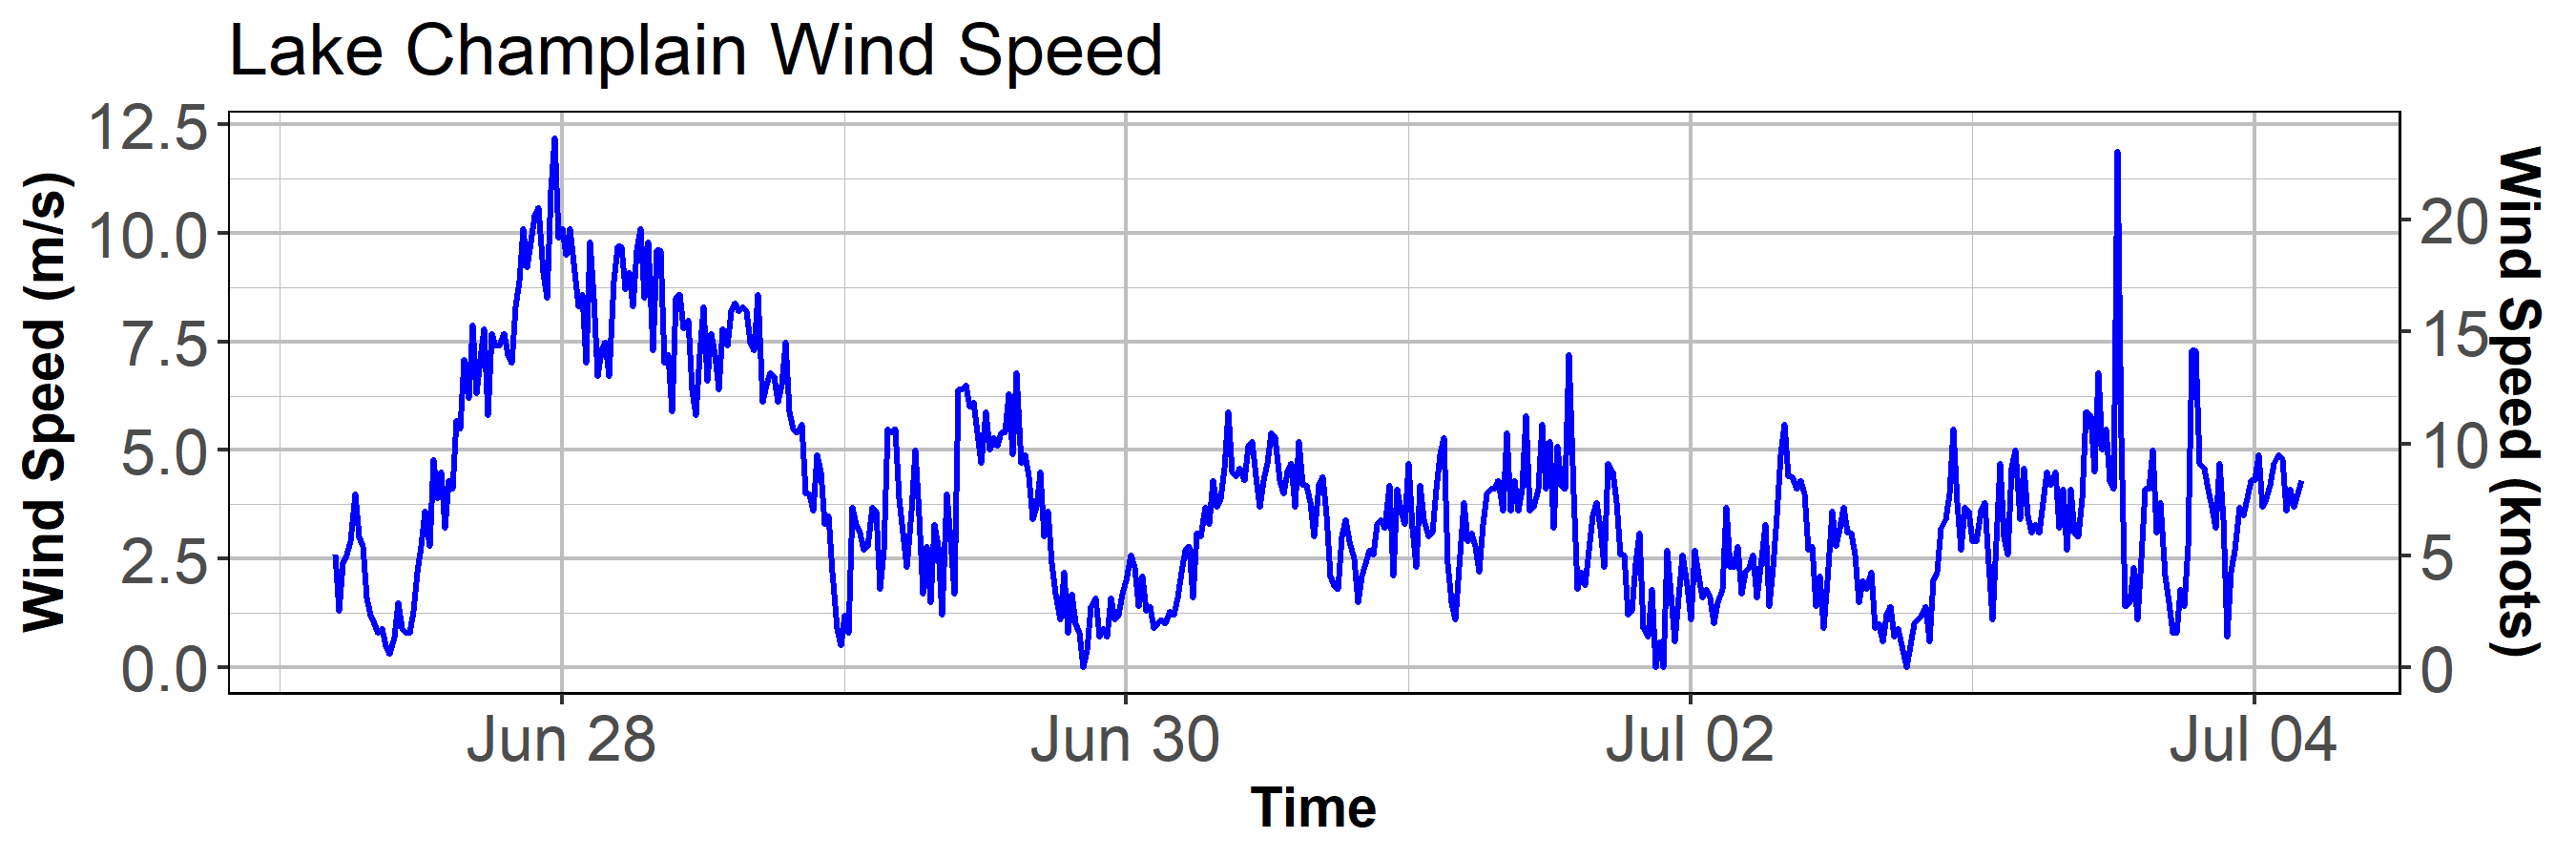 Lake Champlain Wind Speed
12.5
10.0
7.5
5.0
2.5
0.0
Wind Speed (m/s)
20
15
10
5
0
Wind Speed (knots)
Jun 28
Jun 30
Jul 02
Jul 04
Time